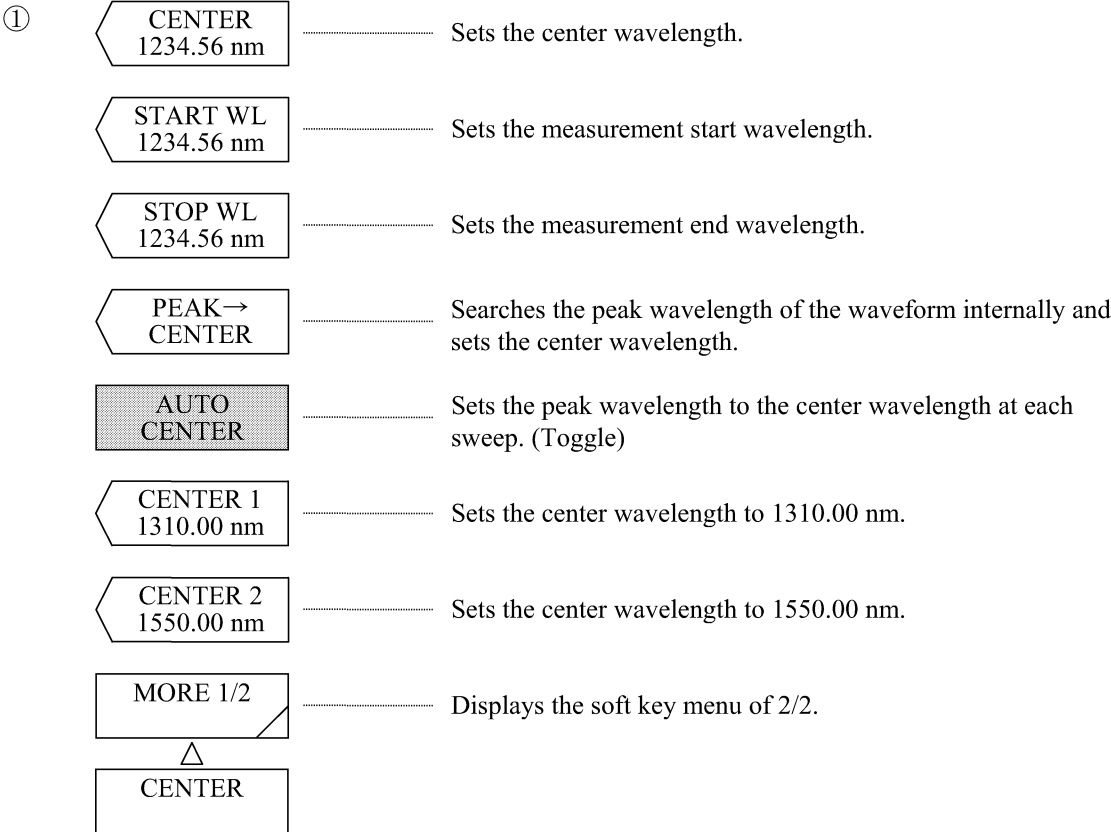 ①
CENTER
1234.56 nm
Sets the center wavelength.
START WL
1234.56 nm
Sets the measurement start wavelength.
STOP WL
1234.56 nm
Sets the measurement end wavelength.
PEAK→
CENTER
Searches the peak wavelength of the waveform internally and
sets the center wavelength.
AUTO
CENTER
Sets the peak wavelength to the center wavelength at each
sweep. (Toggle)
CENTER 1
1310.00 nm
Sets the center wavelength to 1310.00 nm.
CENTER 2
1550.00 nm
Sets the center wavelength to 1550.00 nm.
MORE 1/2
Displays the soft key menu of 2/2.
CENTER